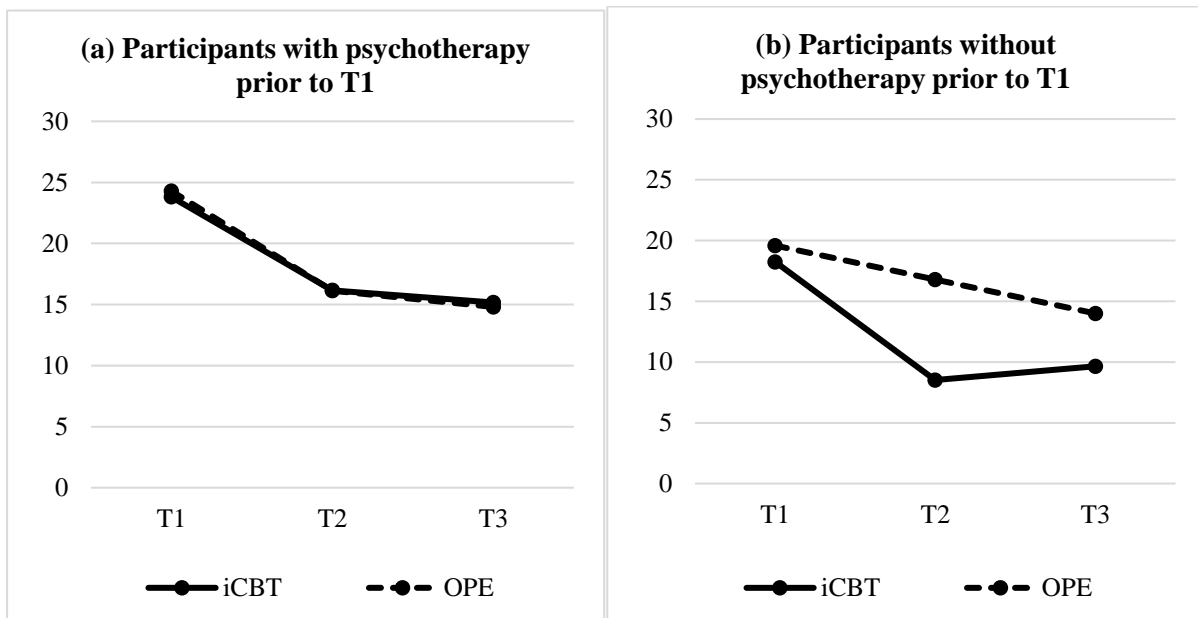 (a) Participants with psychotherapy
prior to T1
30
25
20
15
10
5
0
T1 T2 T3
iCBT OPE
(b) Participants without
psychotherapy prior to T1
30
25
20
15
10
5
0
T1 T2 T3
iCBT OPE